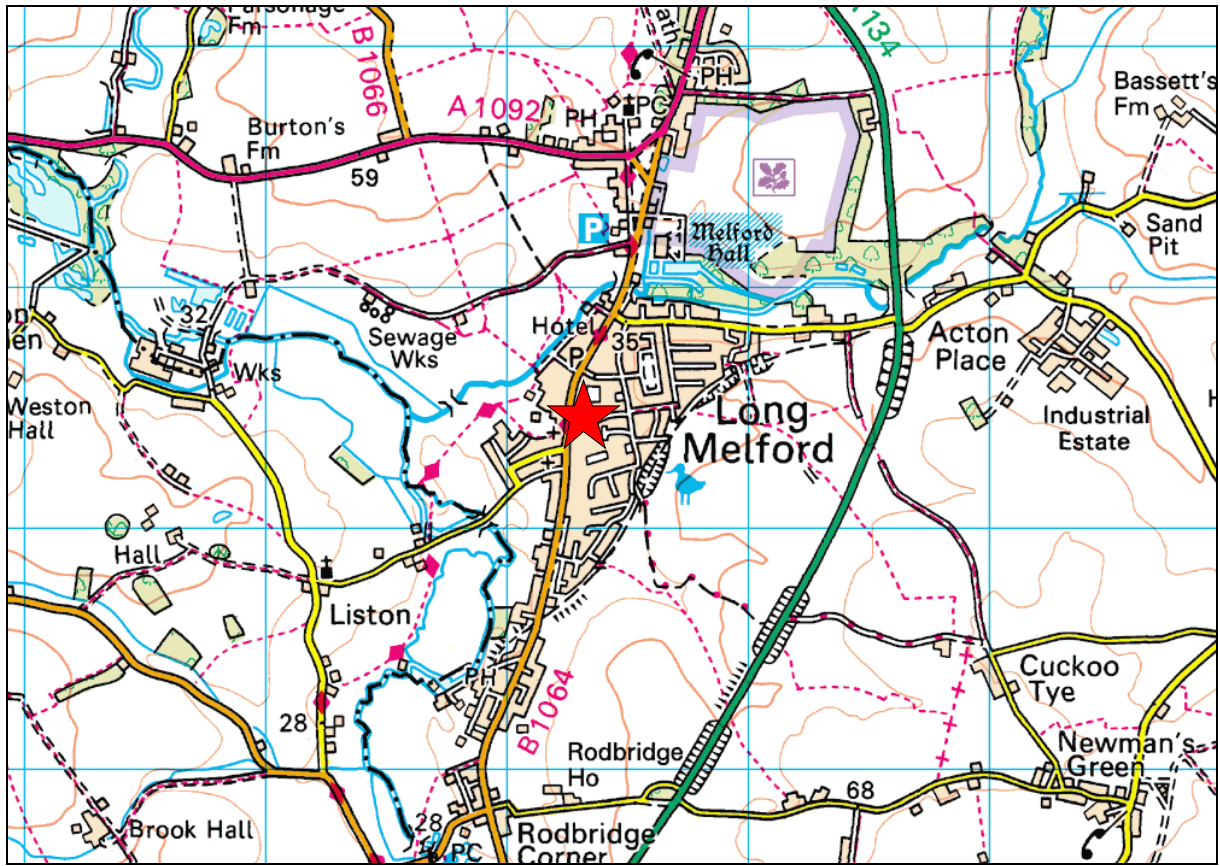 Fm
B 1066
134
PH
Bassett's
Fm
A 1092
PH
PC
Burton's
Fm
59
P
Melford
Hall
Sand
Pit
32
Hotel
35
Sewage
Wks
P
Acton
Place
Wks
Weston
Hall
Long
Melford
Industrial
Estate
Hall
Liston
PH
Cuckoo
Tye
28
B 1064
Rodbridge
Ho
Newman's
Green
68
28
Brook Hall
PC
Rodbridge
Corner